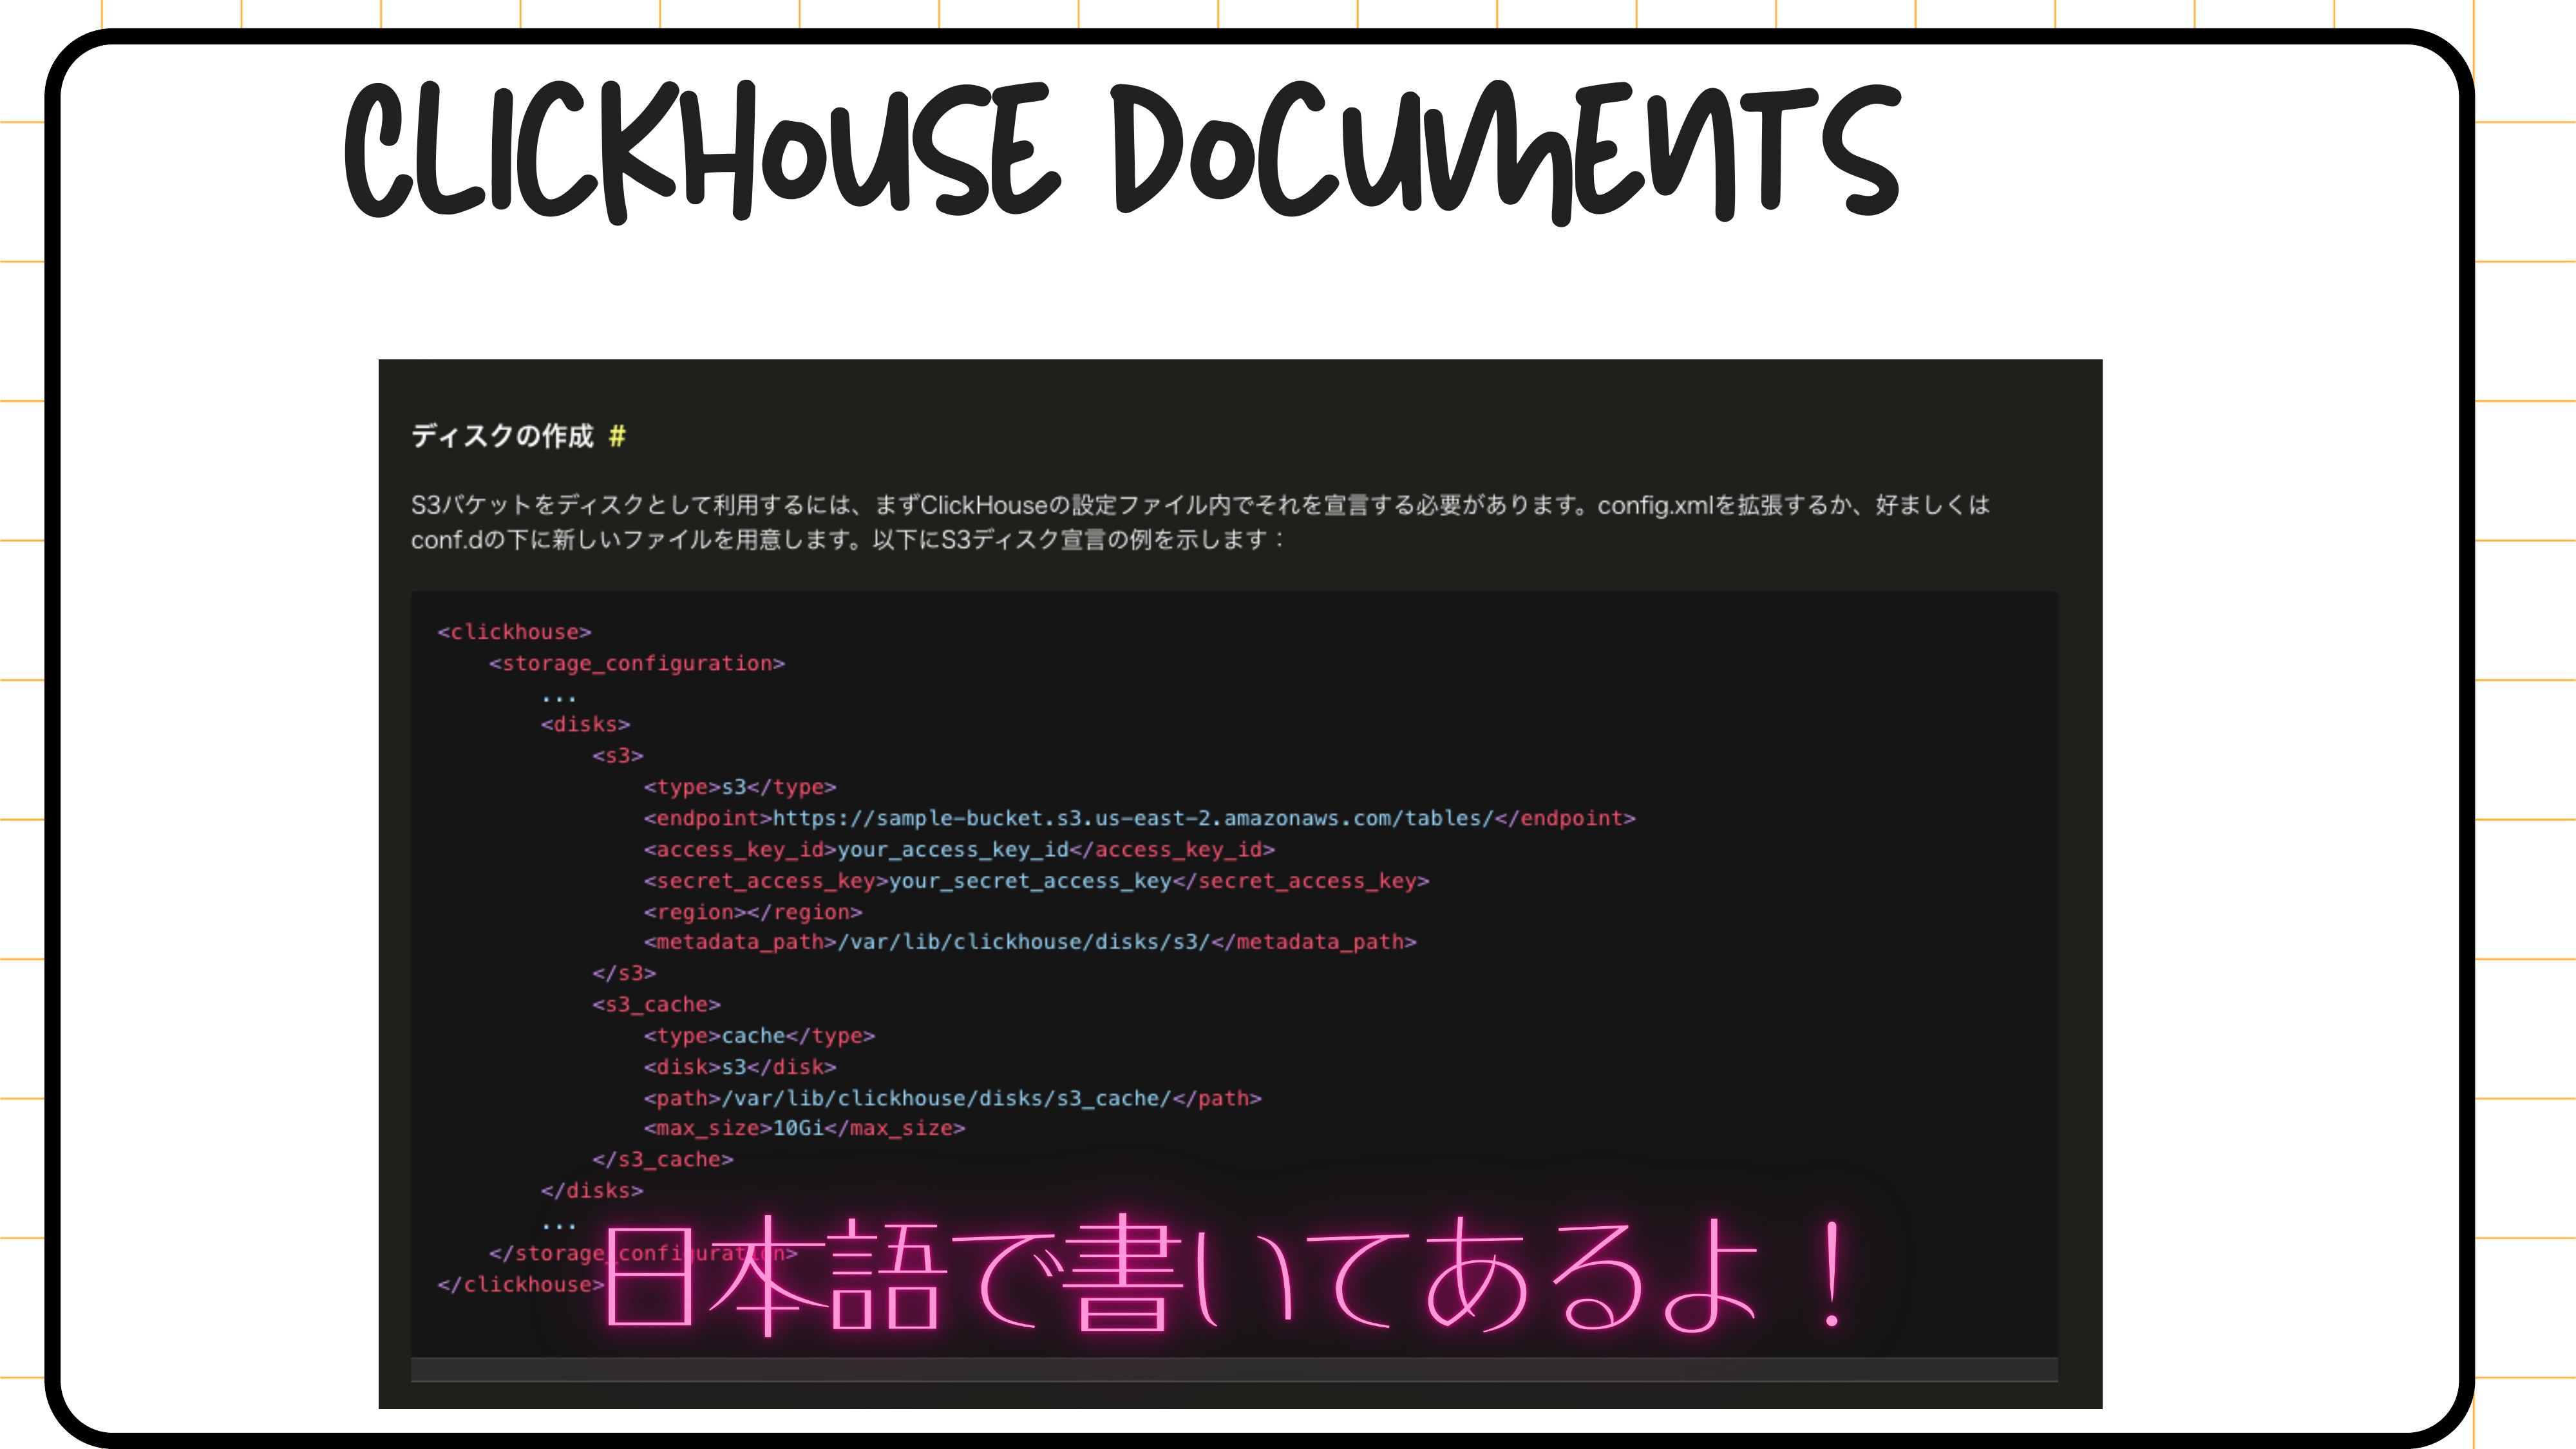 CLICKHOUSE DOCUMENTS
ディスクの作成 #
S3バケットをディスクとして利用するには、まずClickHouseの設定ファイル内でそれを宣言する必要があります。config.xmlを拡張するか、好ましくは
conf.dの下に新しいファイルを用意します。以下にS3ディスク宣言の例を示します：
<clickhouse>
    <storage_configuration>
        ...
        <disks>
            <s3>
                <type>s3</type>
                <endpoint>https://sample-bucket.s3.us-east-2.amazonaws.com/tables/</endpoint>
                <access_key_id>your_access_key_id</access_key_id>
                <secret_access_key>your_secret_access_key</secret_access_key>
                <region></region>
                <metadata_path>/var/lib/clickhouse/disks/s3/</metadata_path>
            </s3>
            <s3_cache>
                <type>cache</type>
                <disk>s3</disk>
                <path>/var/lib/clickhouse/disks/s3_cache/</path>
                <max_size>10Gi</max_size>
            </s3_cache>
        </disks>
        ...
    </storage_configuration>
</clickhouse>
日本語で書いてあるよ！